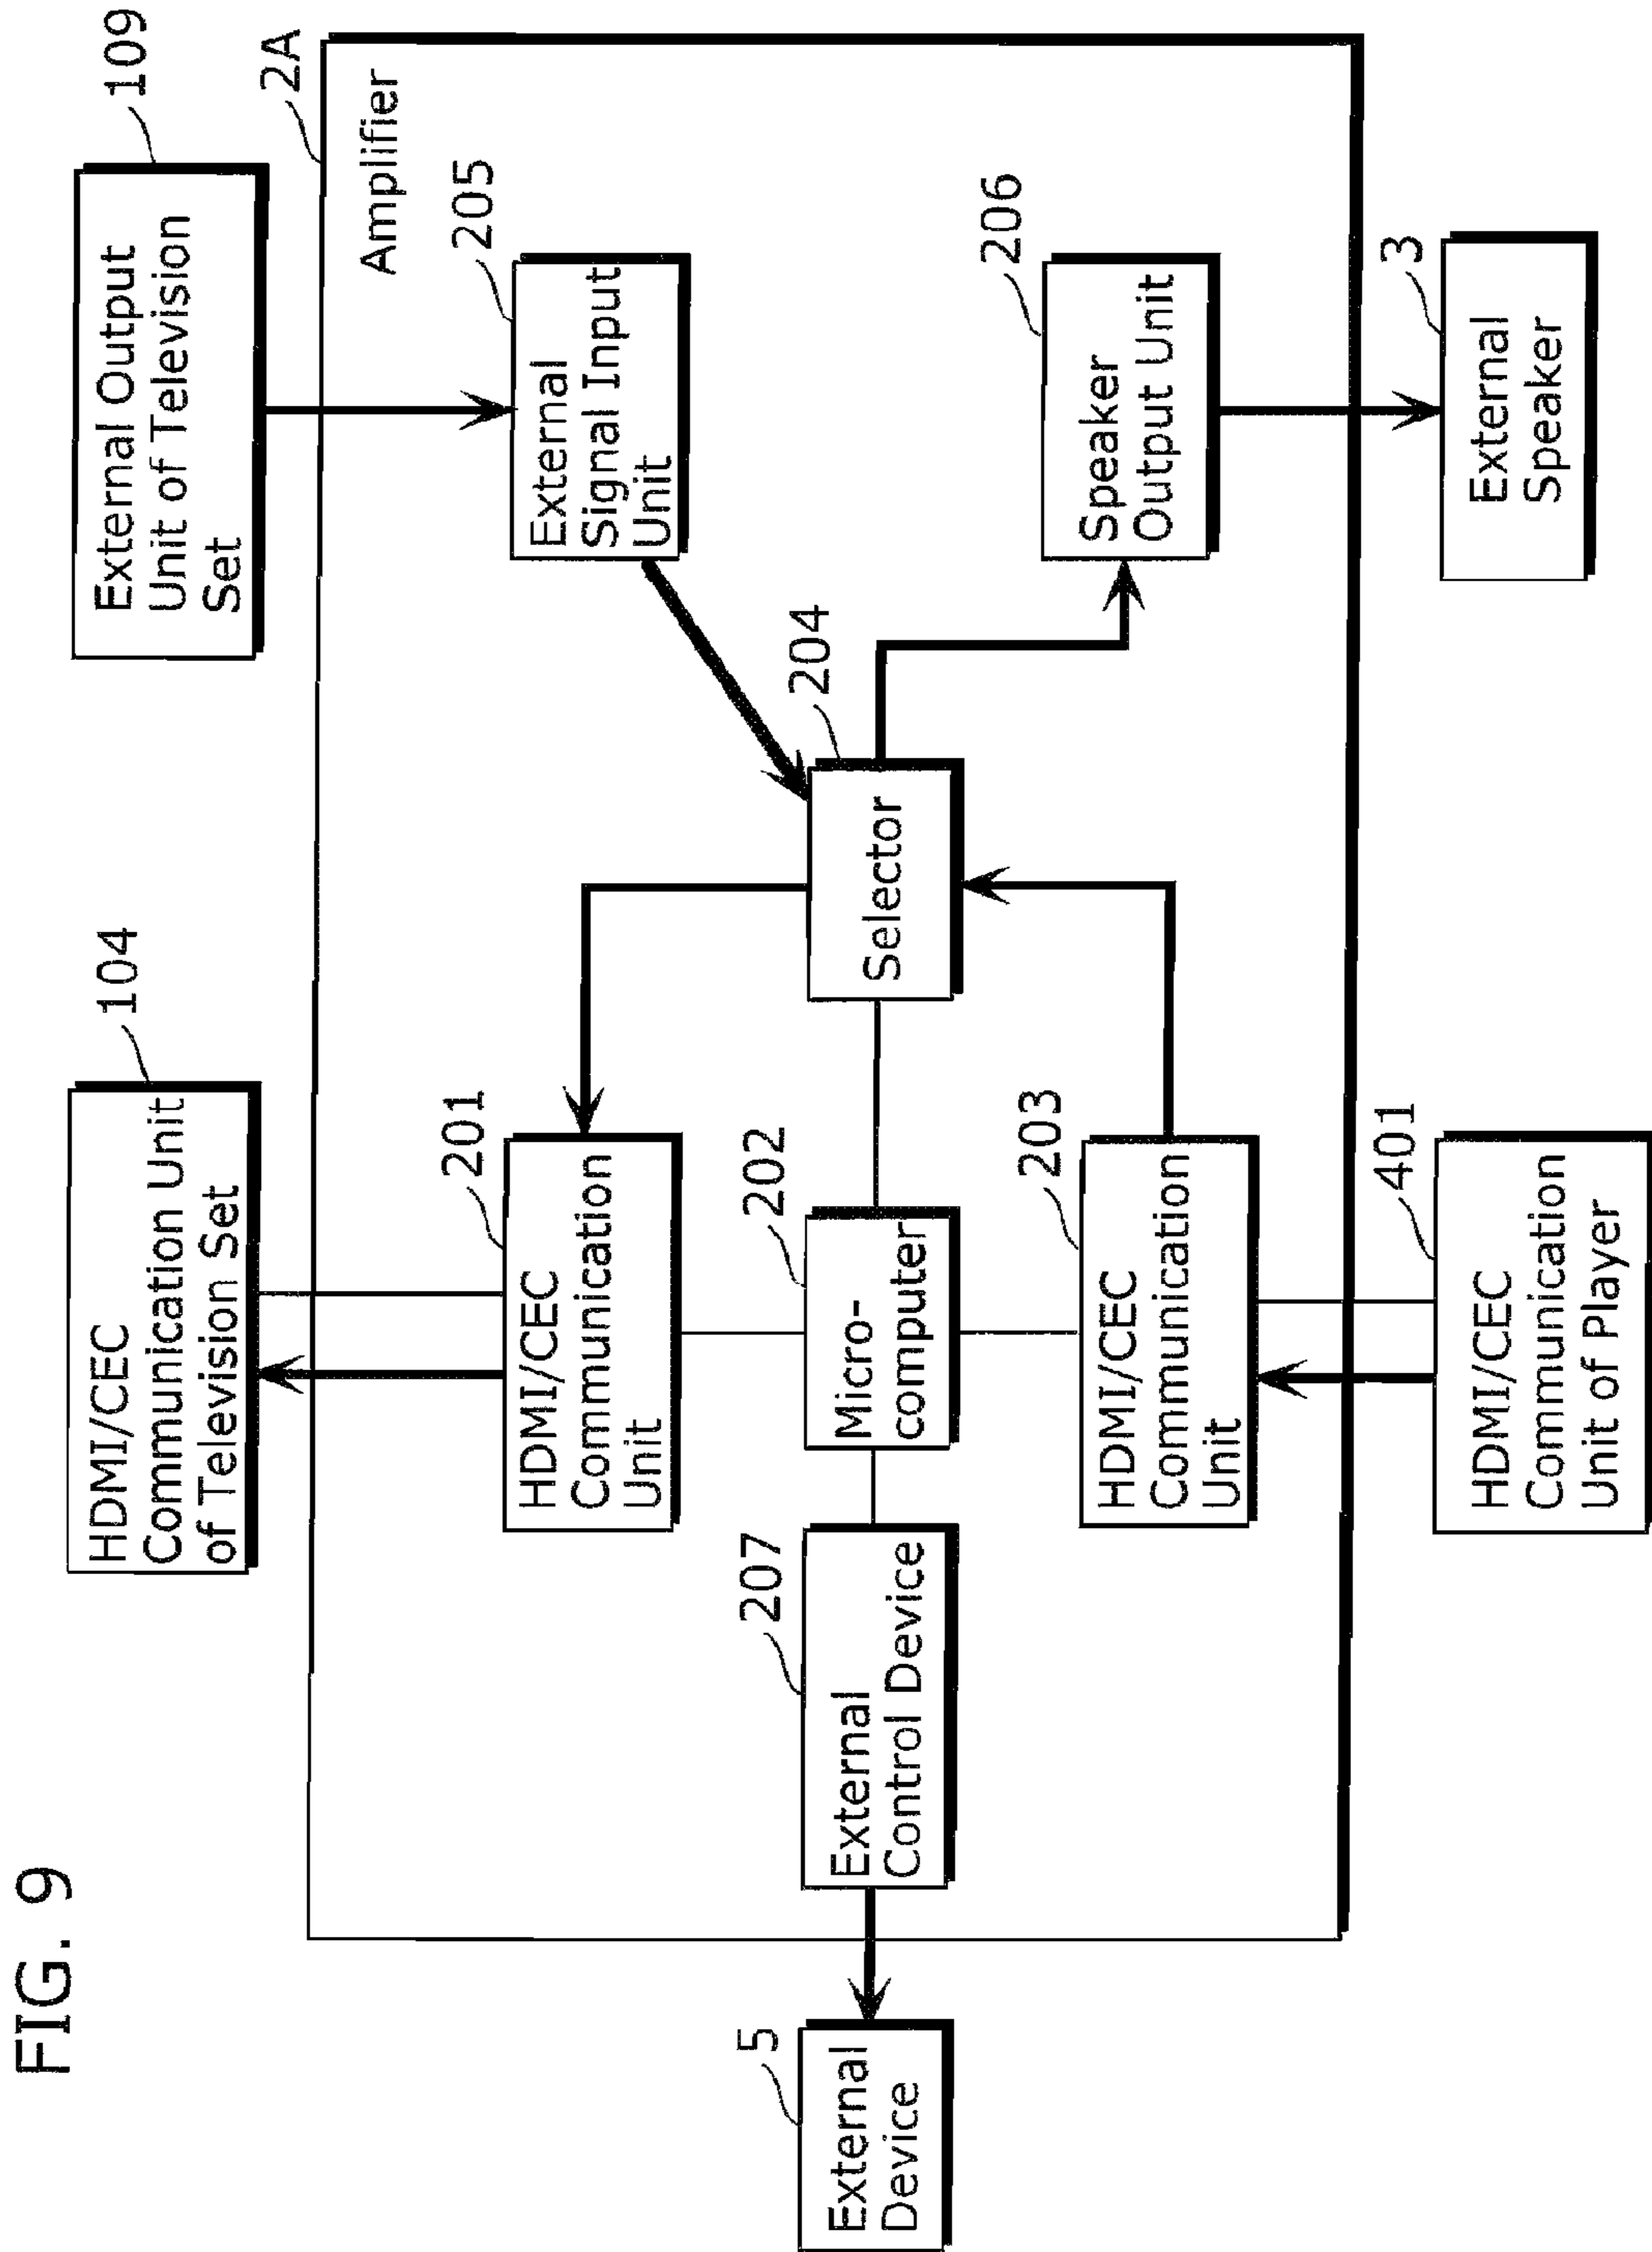 FIG. 9
HDMI/CEC
Communication Unit
of Television Set
104
External Output
Unit of Television
Set
109
2A
Amplifier
201
HDMI/CEC
Communication
Unit
External
Signal Input
Unit
205
5
External
Device
207
External
Control Device
202
Micro-
computer
204
Selector
203
HDMI/CEC
Communication
Unit
206
Speaker
Output Unit
401
HDMI/CEC
Communication
Unit of Player
3
External
Speaker